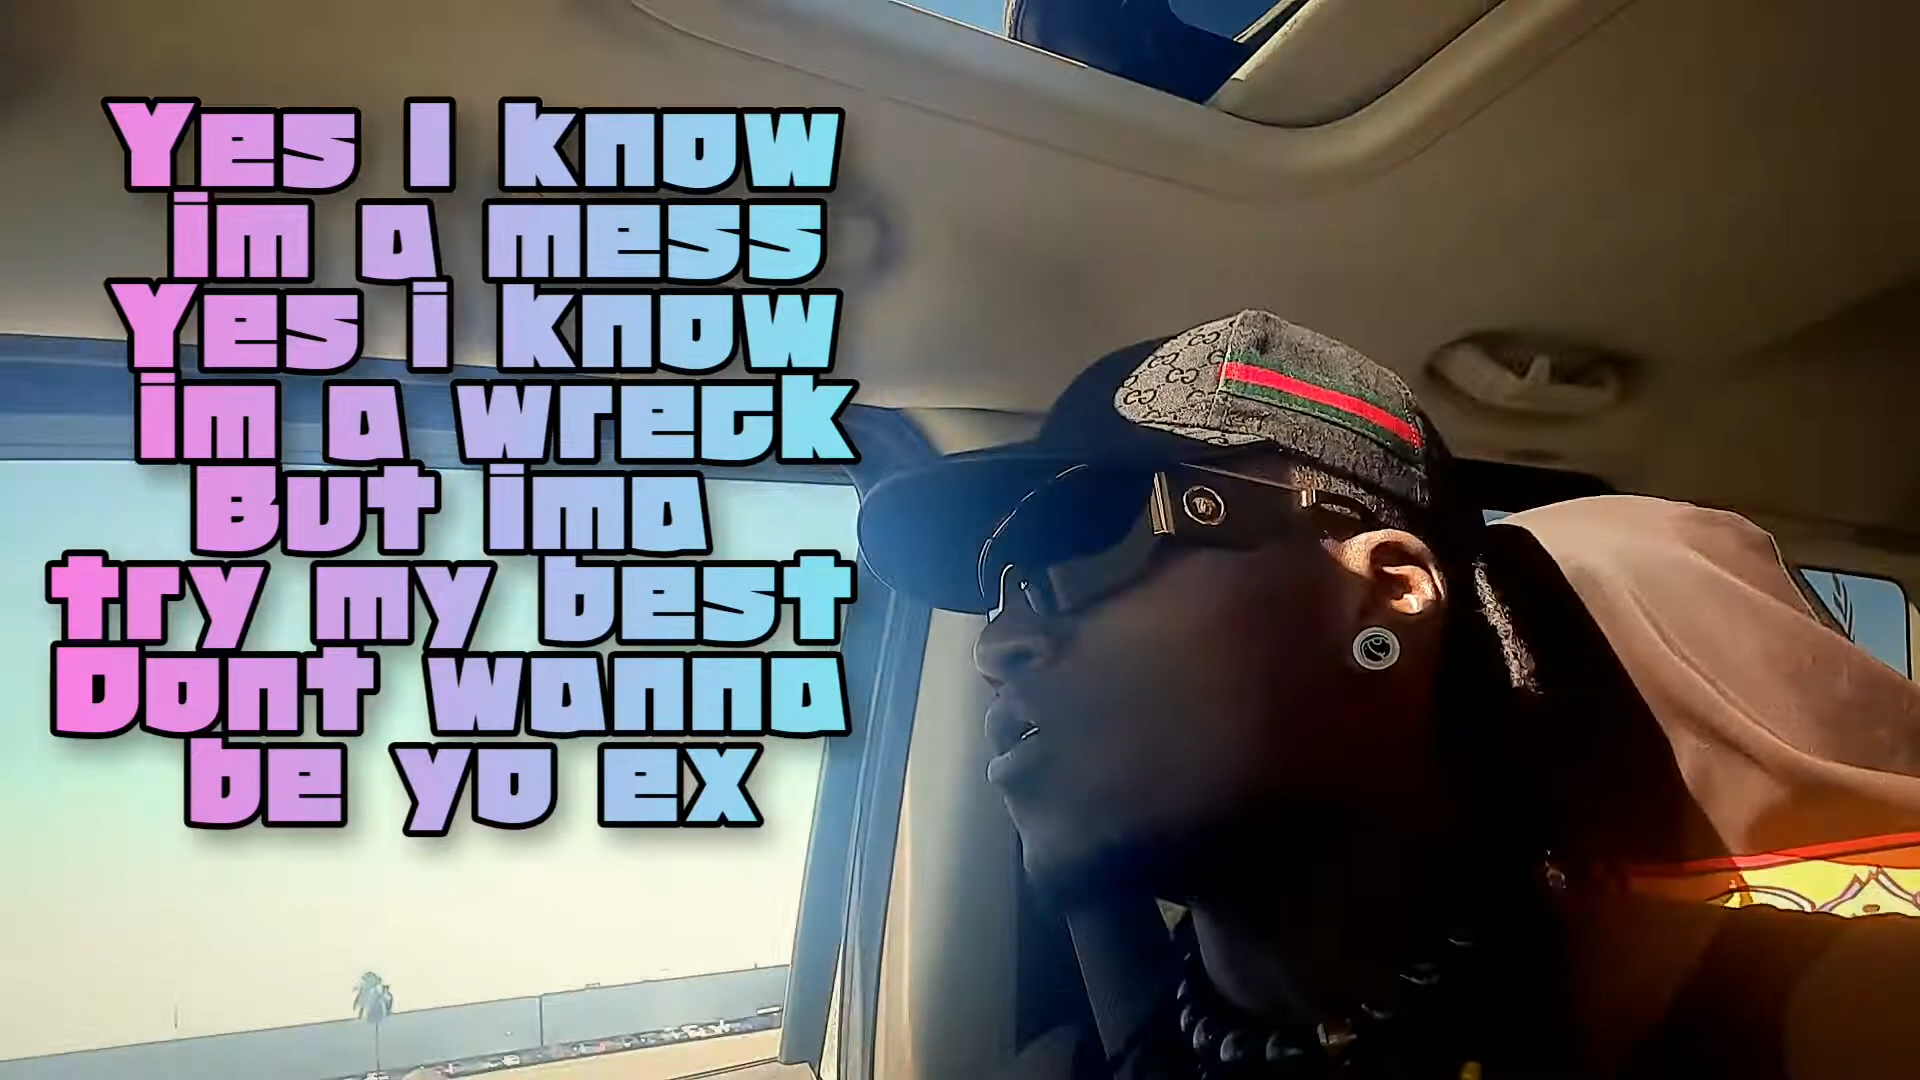 Yes I know
im a mess
Yes i know
im a wreck
But ima
try my best
Dont wanna
be yo ex